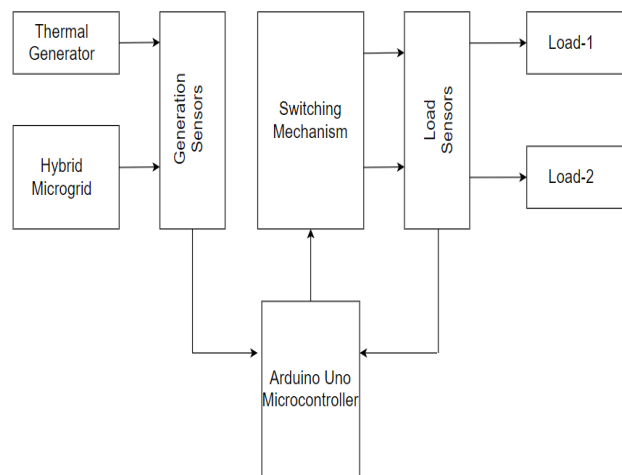 Thermal
Generator
Hybrid
Microgrid
Generation
Sensors
Switching
Mechanism
Load
Sensors
Load-1
Load-2
Arduino Uno
Microcontroller